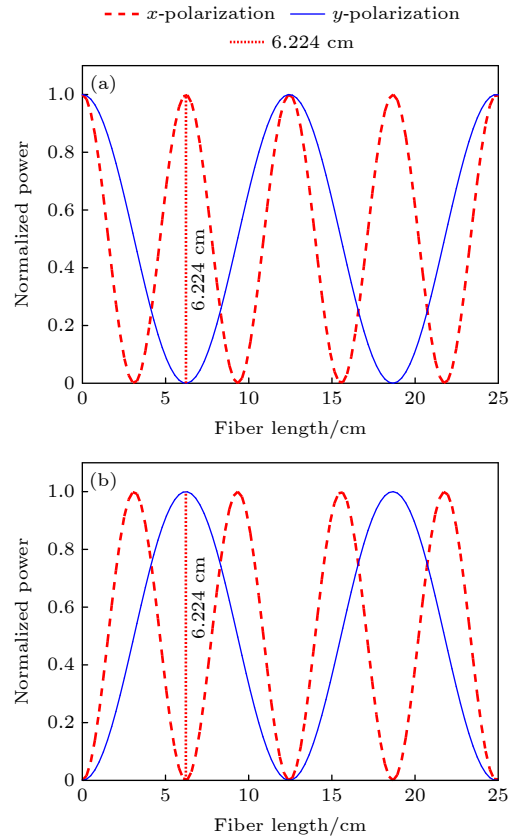 x-polarization y-polarization
6.224 cm
(a)
1.0
0.8
0.6
0.4
0.2
0
Normalized power
6.224 cm
0 5 10 15 20 25
Fiber length/cm
(b)
1.0
0.8
0.6
0.4
0.2
0
Normalized power
6.224 cm
0 5 10 15 20 25
Fiber length/cm